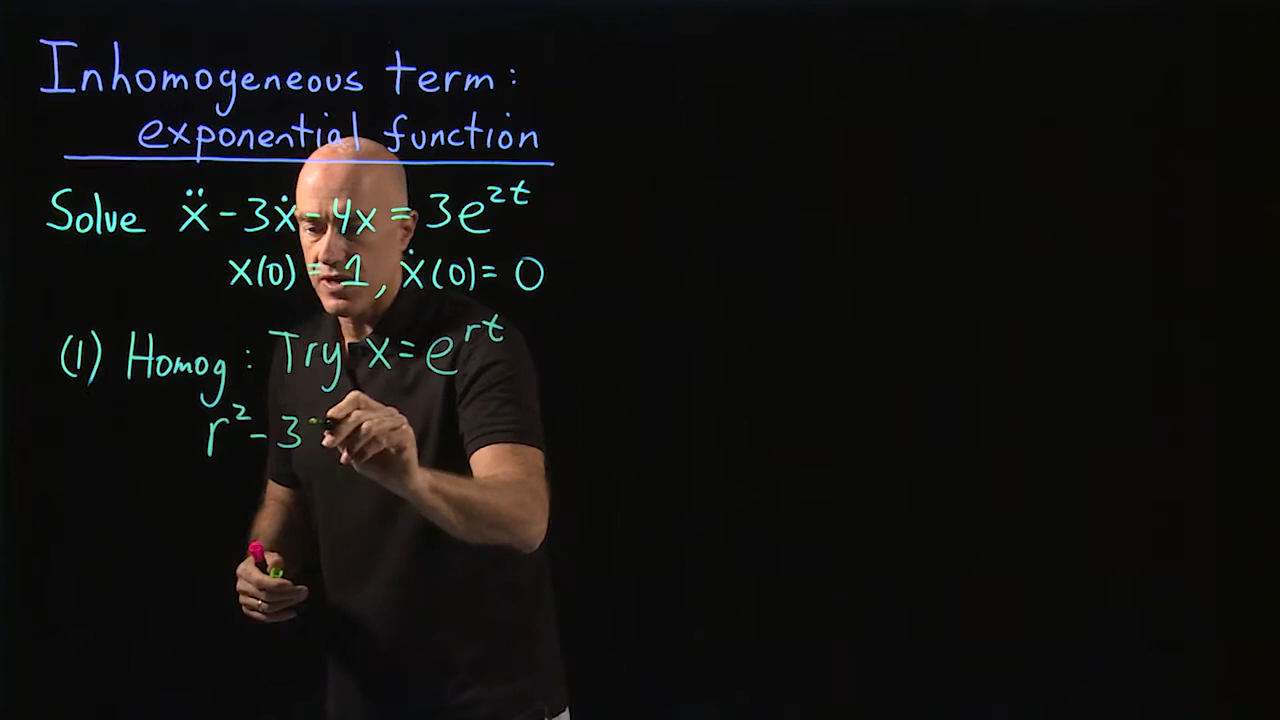 Inhomogeneous term:
exponential function
Solve ẍ - 3ẋ - 4x = 3e^{2t}
x(0) = 1, ẋ(0) = 0
(1) Homog: Try x = e^{rt}
r² - 3